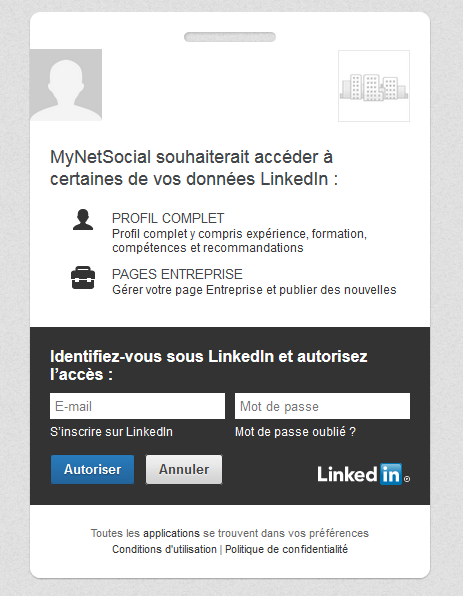 MyNetSocial souhaiterait accéder à
certaines de vos données LinkedIn :
PROFIL COMPLET
Profil complet y compris expérience, formation,
compétences et recommandations
PAGES ENTREPRISE
Gérer votre page Entreprise et publier des nouvelles
Identifiez-vous sous LinkedIn et autorisez
l'accès :
E-mail
Mot de passe
S'inscrire sur LinkedIn
Mot de passe oublié ?
Autoriser
Annuler
Linked in ®
Toutes les applications se trouvent dans vos préférences
Conditions d'utilisation | Politique de confidentialité